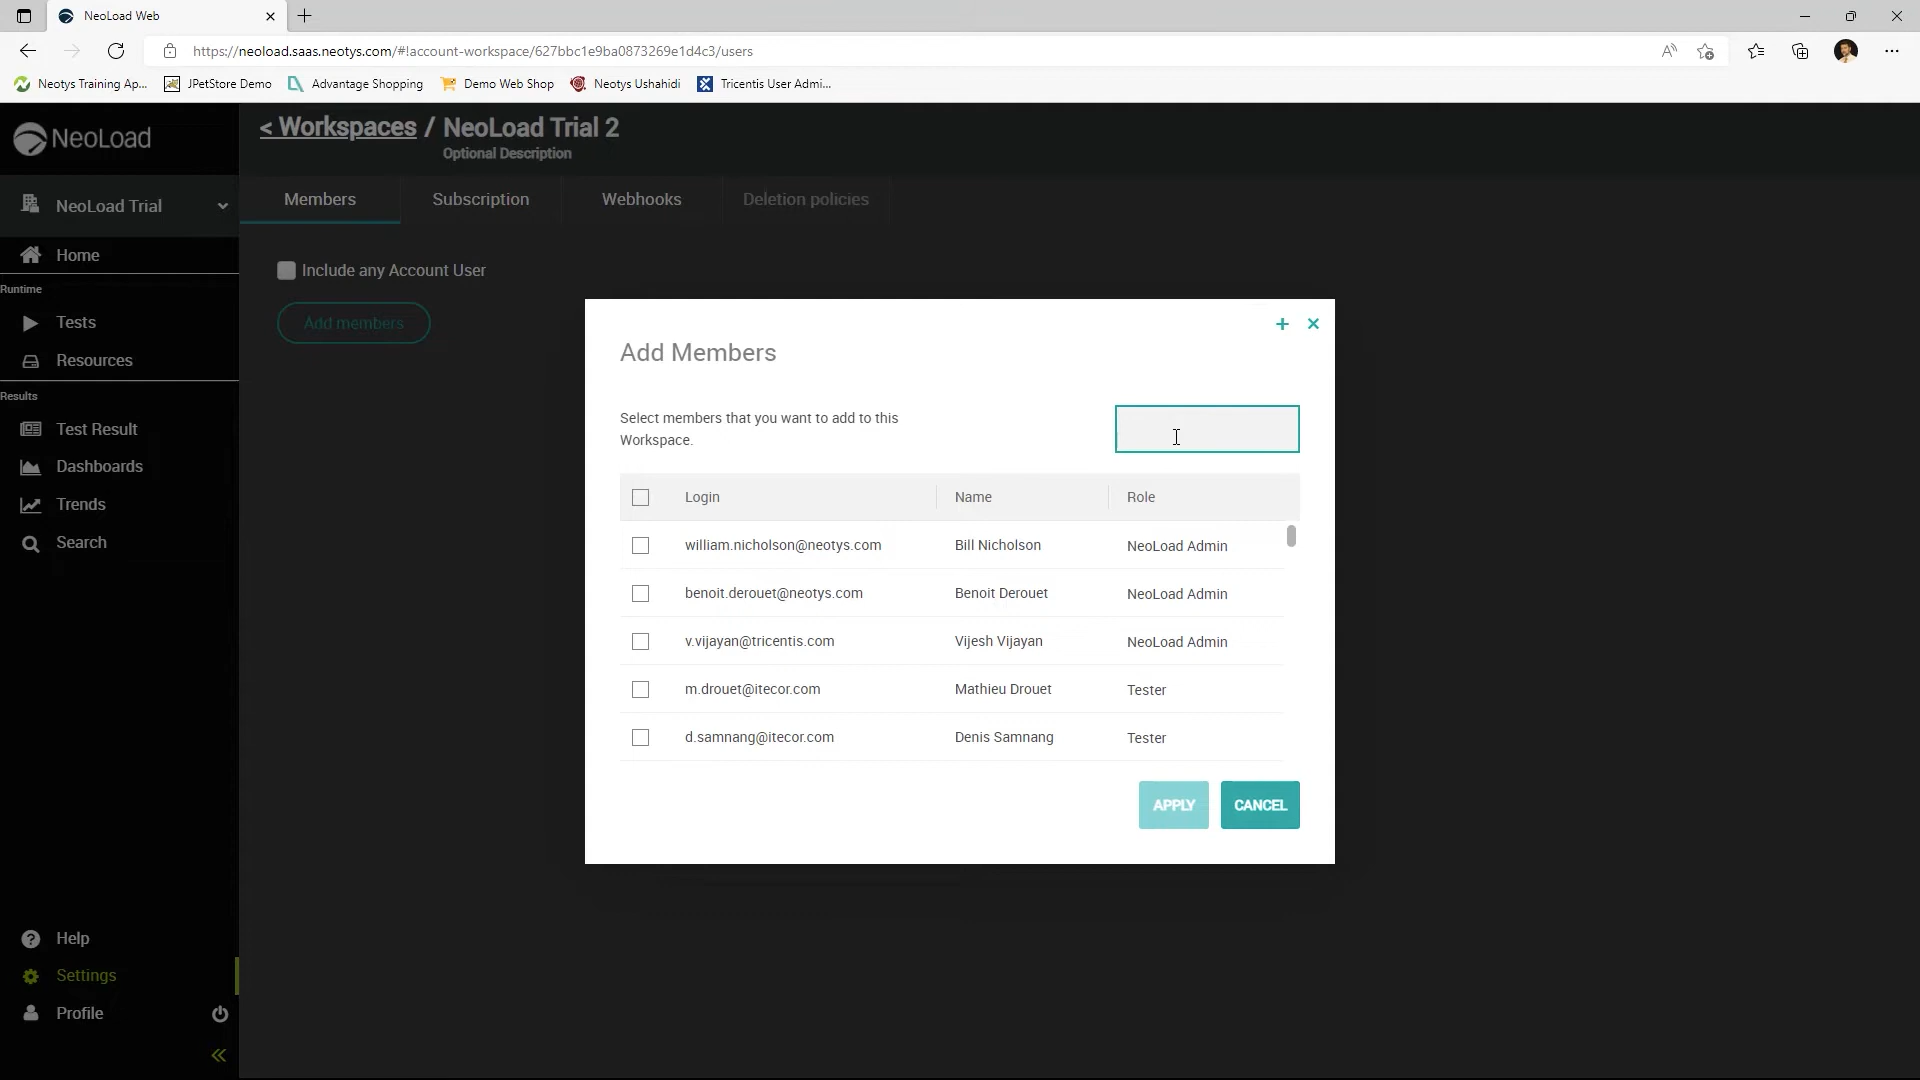 NeoLoad Web
https://neoload.saas.neotys.com/#!account-workspace/627bbc1e9ba0873269e1d4c3/users
Neotys Training Ap...
JPetStore Demo
Advantage Shopping
Demo Web Shop
Neotys Ushahidi
Tricentis User Admi...
NeoLoad
< Workspaces / NeoLoad Trial 2
Optional Description
NeoLoad Trial
Members
Subscription
Webhooks
Deletion policies
Home
Include any Account User
Runtime
Add members
Tests
Resources
Results
Test Result
Dashboards
Trends
Search
Add Members
Select members that you want to add to this
Workspace.
Login Name Role
william.nicholson@neotys.com Bill Nicholson NeoLoad Admin
benoit.derouet@neotys.com Benoit Derouet NeoLoad Admin
v.vijayan@tricentis.com Vijesh Vijayan NeoLoad Admin
m.drouet@itecor.com Mathieu Drouet Tester
d.samnang@itecor.com Denis Samnang Tester
APPLY CANCEL
Help
Settings
Profile